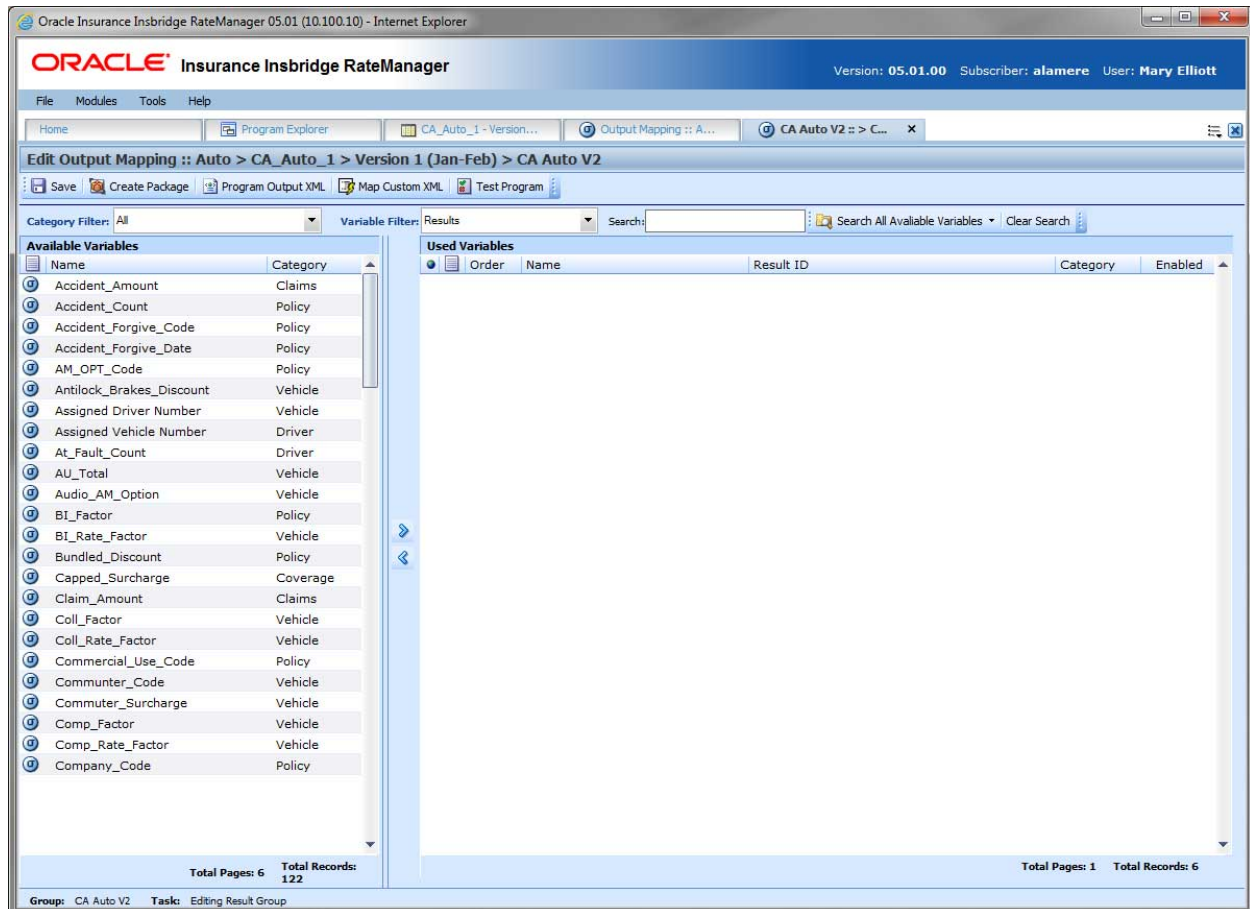 Oracle Insurance Insbridge RateManager 05.01 (10.100.10) - Internet Explorer
ORACLE Insurance Insbridge RateManager
Version: 05.01.00 Subscriber: alamere User: Mary Elliott
File Modules Tools Help
Home Program Explorer CA_Auto_1 - Version... Output Mapping :: A... CA Auto V2 :: > C... x
Edit Output Mapping :: Auto > CA_Auto_1 > Version 1 (Jan-Feb) > CA Auto V2
Save Create Package Program Output XML Map Custom XML Test Program
Category Filter: All Variable Filter: Results Search: Search All Avaliable Variables Clear Search
Available Variables Used Variables
Name Category Order Name Result ID Category Enabled
Accident_Amount Claims
Accident_Count Policy
Accident_Forgive_Code Policy
Accident_Forgive_Date Policy
AM_OPT_Code Policy
Antilock_Brakes_Discount Vehicle
Assigned Driver Number Vehicle
Assigned Vehicle Number Driver
At_Fault_Count Driver
AU_Total Vehicle
Audio_AM_Option Vehicle
BI_Factor Policy
BI_Rate_Factor Vehicle
Bundled_Discount Policy
Capped_Surcharge Coverage
Claim_Amount Claims
Coll_Factor Vehicle
Coll_Rate_Factor Vehicle
Commercial_Use_Code Policy
Communter_Code Vehicle
Commuter_Surcharge Vehicle
Comp_Factor Vehicle
Comp_Rate_Factor Vehicle
Company_Code Policy
Total Pages: 6 Total Records: 122
Total Pages: 1 Total Records: 6
Group: CA Auto V2 Task: Editing Result Group